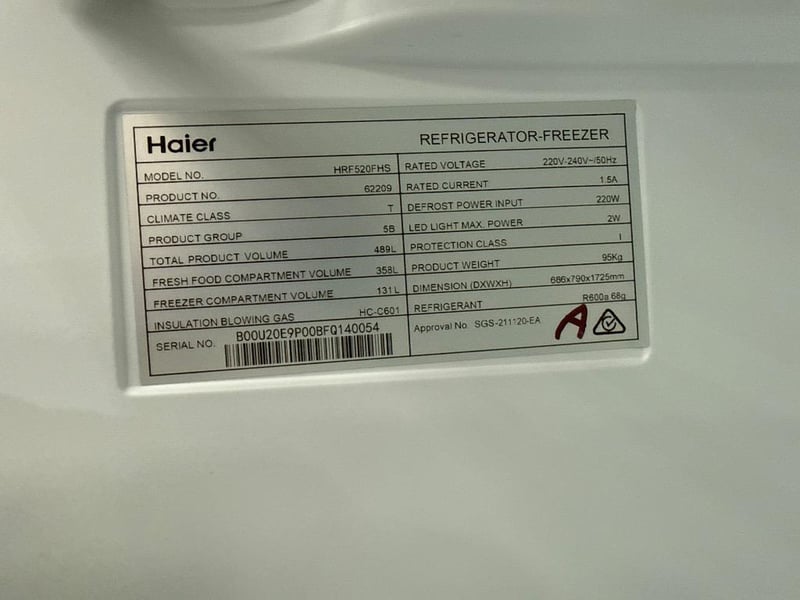 Haier REFRIGERATOR-FREEZER
MODEL NO. HRF520FHS
PRODUCT NO. 62209
CLIMATE CLASS T
PRODUCT GROUP 5B
TOTAL PRODUCT VOLUME 489L
FRESH FOOD COMPARTMENT VOLUME 358L
FREEZER COMPARTMENT VOLUME 131L
INSULATION BLOWING GAS HC-C601
SERIAL NO. B00U20E9P00BFQ140054
RATED VOLTAGE 220V-240V~/50Hz
RATED CURRENT 1.5A
DEFROST POWER INPUT 220W
LED LIGHT MAX. POWER 2W
PROTECTION CLASS I
PRODUCT WEIGHT 95Kg
DIMENSION (DXWXH) 686x790x1725mm
REFRIGERANT R600a 68g
Approval No. SGS-211120-EA A